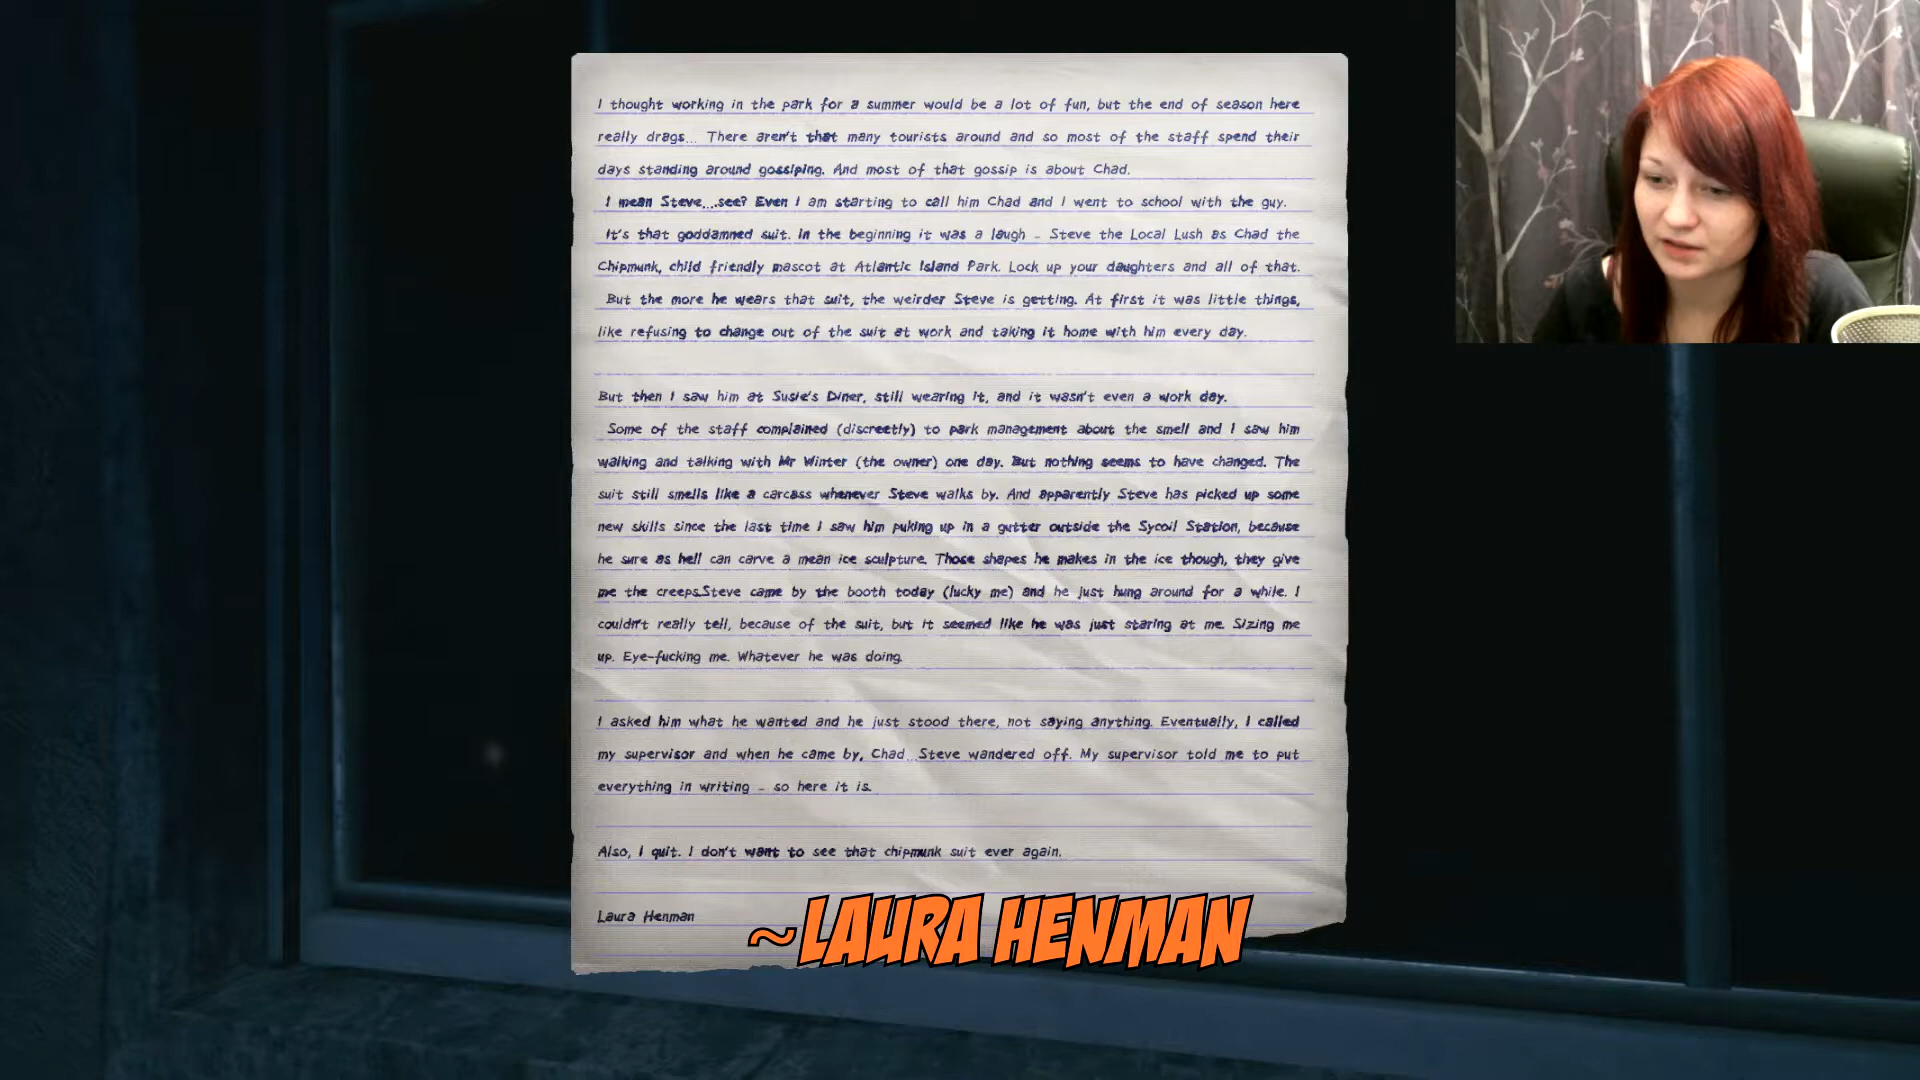 I thought working in the park for a summer would be a lot of fun, but the end of season here
really drags... There aren't that many tourists around and so most of the staff spend their
days standing around gossiping. And most of that gossip is about Chad.
I mean Steve...see? Even I am starting to call him Chad and I went to school with the guy.
It's that goddamned suit. In the beginning it was a laugh - Steve the Local Lush as Chad the
Chipmunk, child friendly mascot at Atlantic Island Park. Lock up your daughters and all of that.
But the more he wears that suit, the weirder Steve is getting. At first it was little things,
like refusing to change out of the suit at work and taking it home with him every day.
But then I saw him at Susie's Diner, still wearing it, and it wasn't even a work day.
Some of the staff complained (discreetly) to park management about the smell and I saw him
walking and talking with Mr Winter (the owner) one day. But nothing seems to have changed. The
suit still smells like a carcass whenever Steve walks by. And apparently Steve has picked up some
new skills since the last time I saw him puking up in a gutter outside the Sycoil Station, because
he sure as hell can carve a mean ice sculpture. Those shapes he makes in the ice though, they give
me the creeps.Steve came by the booth today (lucky me) and he just hung around for a while. I
couldn't really tell, because of the suit, but it seemed like he was just staring at me. Sizing me
up. Eye-fucking me. Whatever he was doing.
I asked him what he wanted and he just stood there, not saying anything. Eventually, I called
my supervisor and when he came by, Chad...Steve wandered off. My supervisor told me to put
everything in writing - so here it is.
Also, I quit. I don't want to see that chipmunk suit ever again.
Laura Henman
~LAURA HENMAN